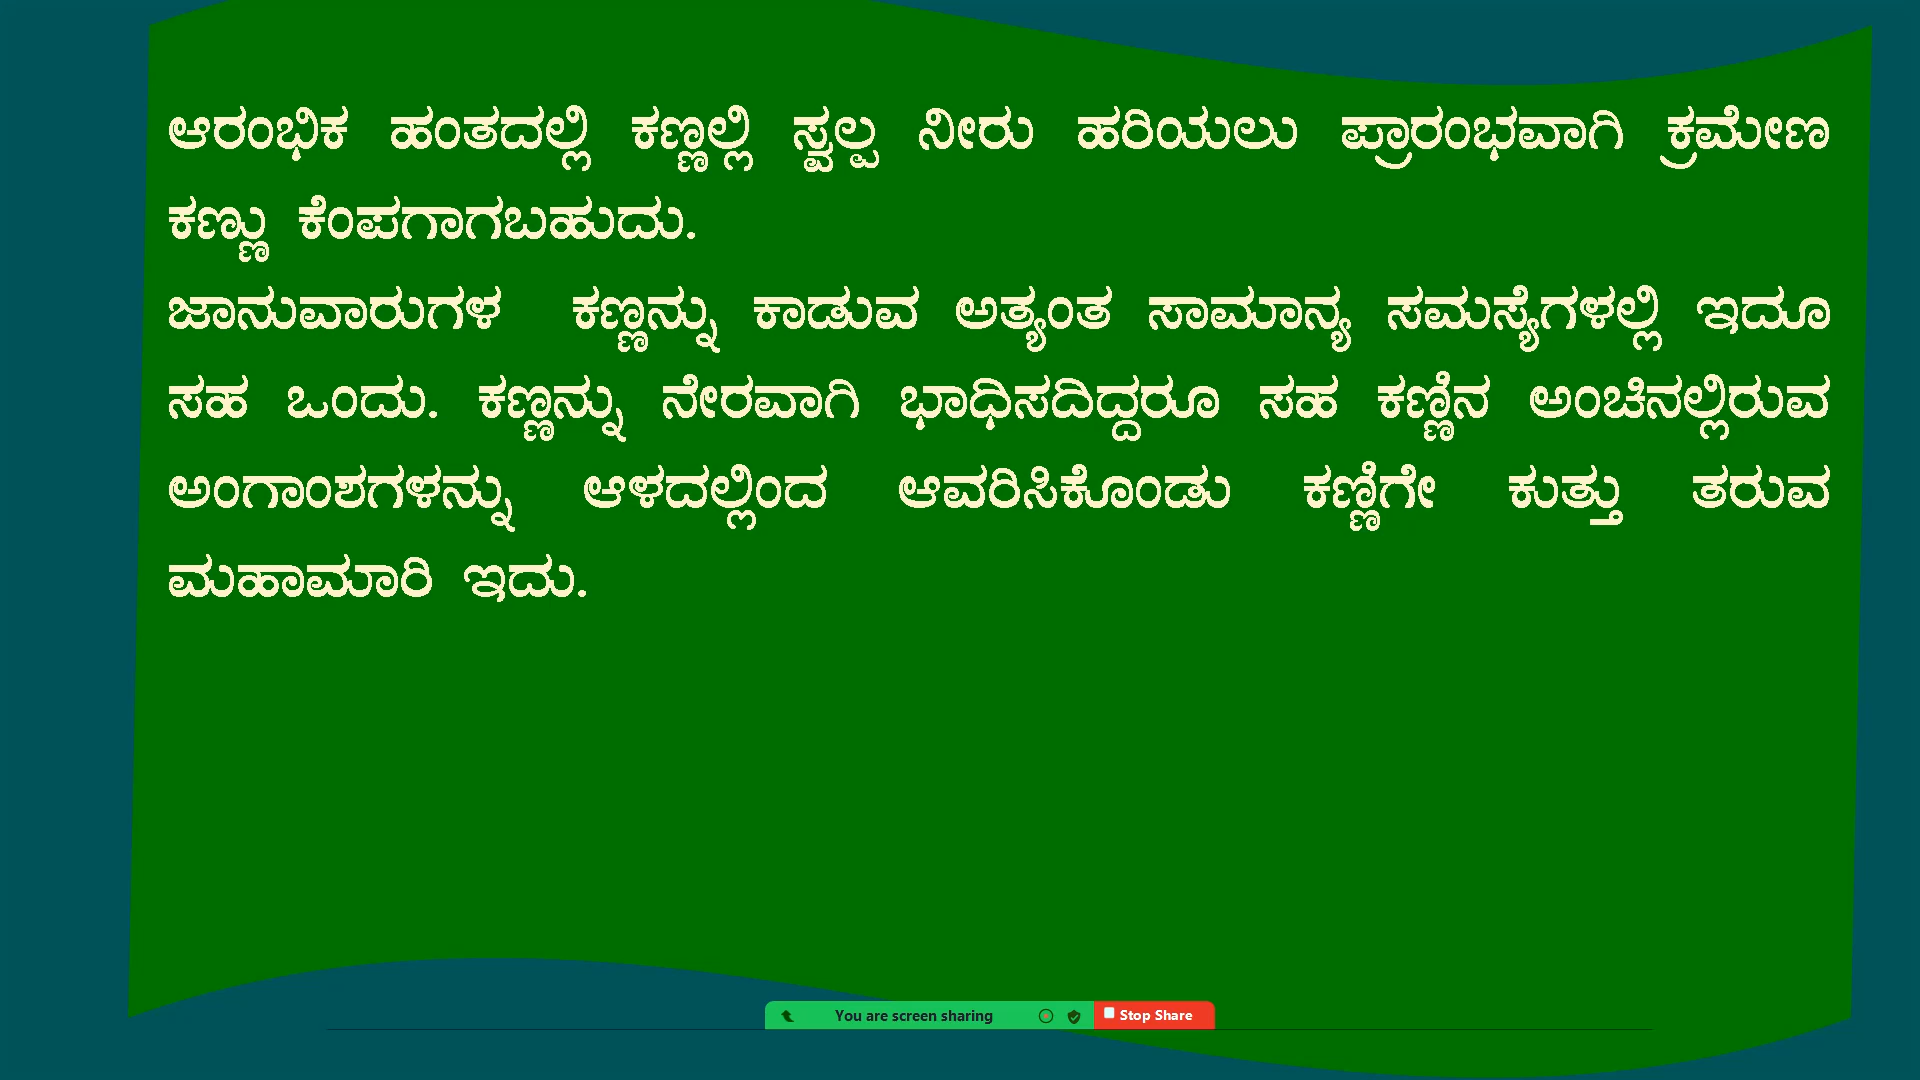 ಆರಂಭಿಕ ಹಂತದಲ್ಲಿ ಕಣ್ಣಲ್ಲಿ ಸ್ವಲ್ಪ ನೀರು ಹರಿಯಲು ಪ್ರಾರಂಭವಾಗಿ ಕ್ರಮೇಣ
ಕಣ್ಣು ಕೆಂಪಗಾಗಬಹುದು.
ಜಾನುವಾರುಗಳ ಕಣ್ಣನ್ನು ಕಾಡುವ ಅತ್ಯಂತ ಸಾಮಾನ್ಯ ಸಮಸ್ಯೆಗಳಲ್ಲಿ ಇದೂ
ಸಹ ಒಂದು. ಕಣ್ಣನ್ನು ನೇರವಾಗಿ ಭಾಧಿಸದಿದ್ದರೂ ಸಹ ಕಣ್ಣಿನ ಅಂಚಿನಲ್ಲಿರುವ
ಅಂಗಾಂಶಗಳನ್ನು ಆಳದಲ್ಲಿಂದ ಆವರಿಸಿಕೊಂಡು ಕಣ್ಣಿಗೇ ಕುತ್ತು ತರುವ
ಮಹಾಮಾರಿ ಇದು.
You are screen sharing Stop Share